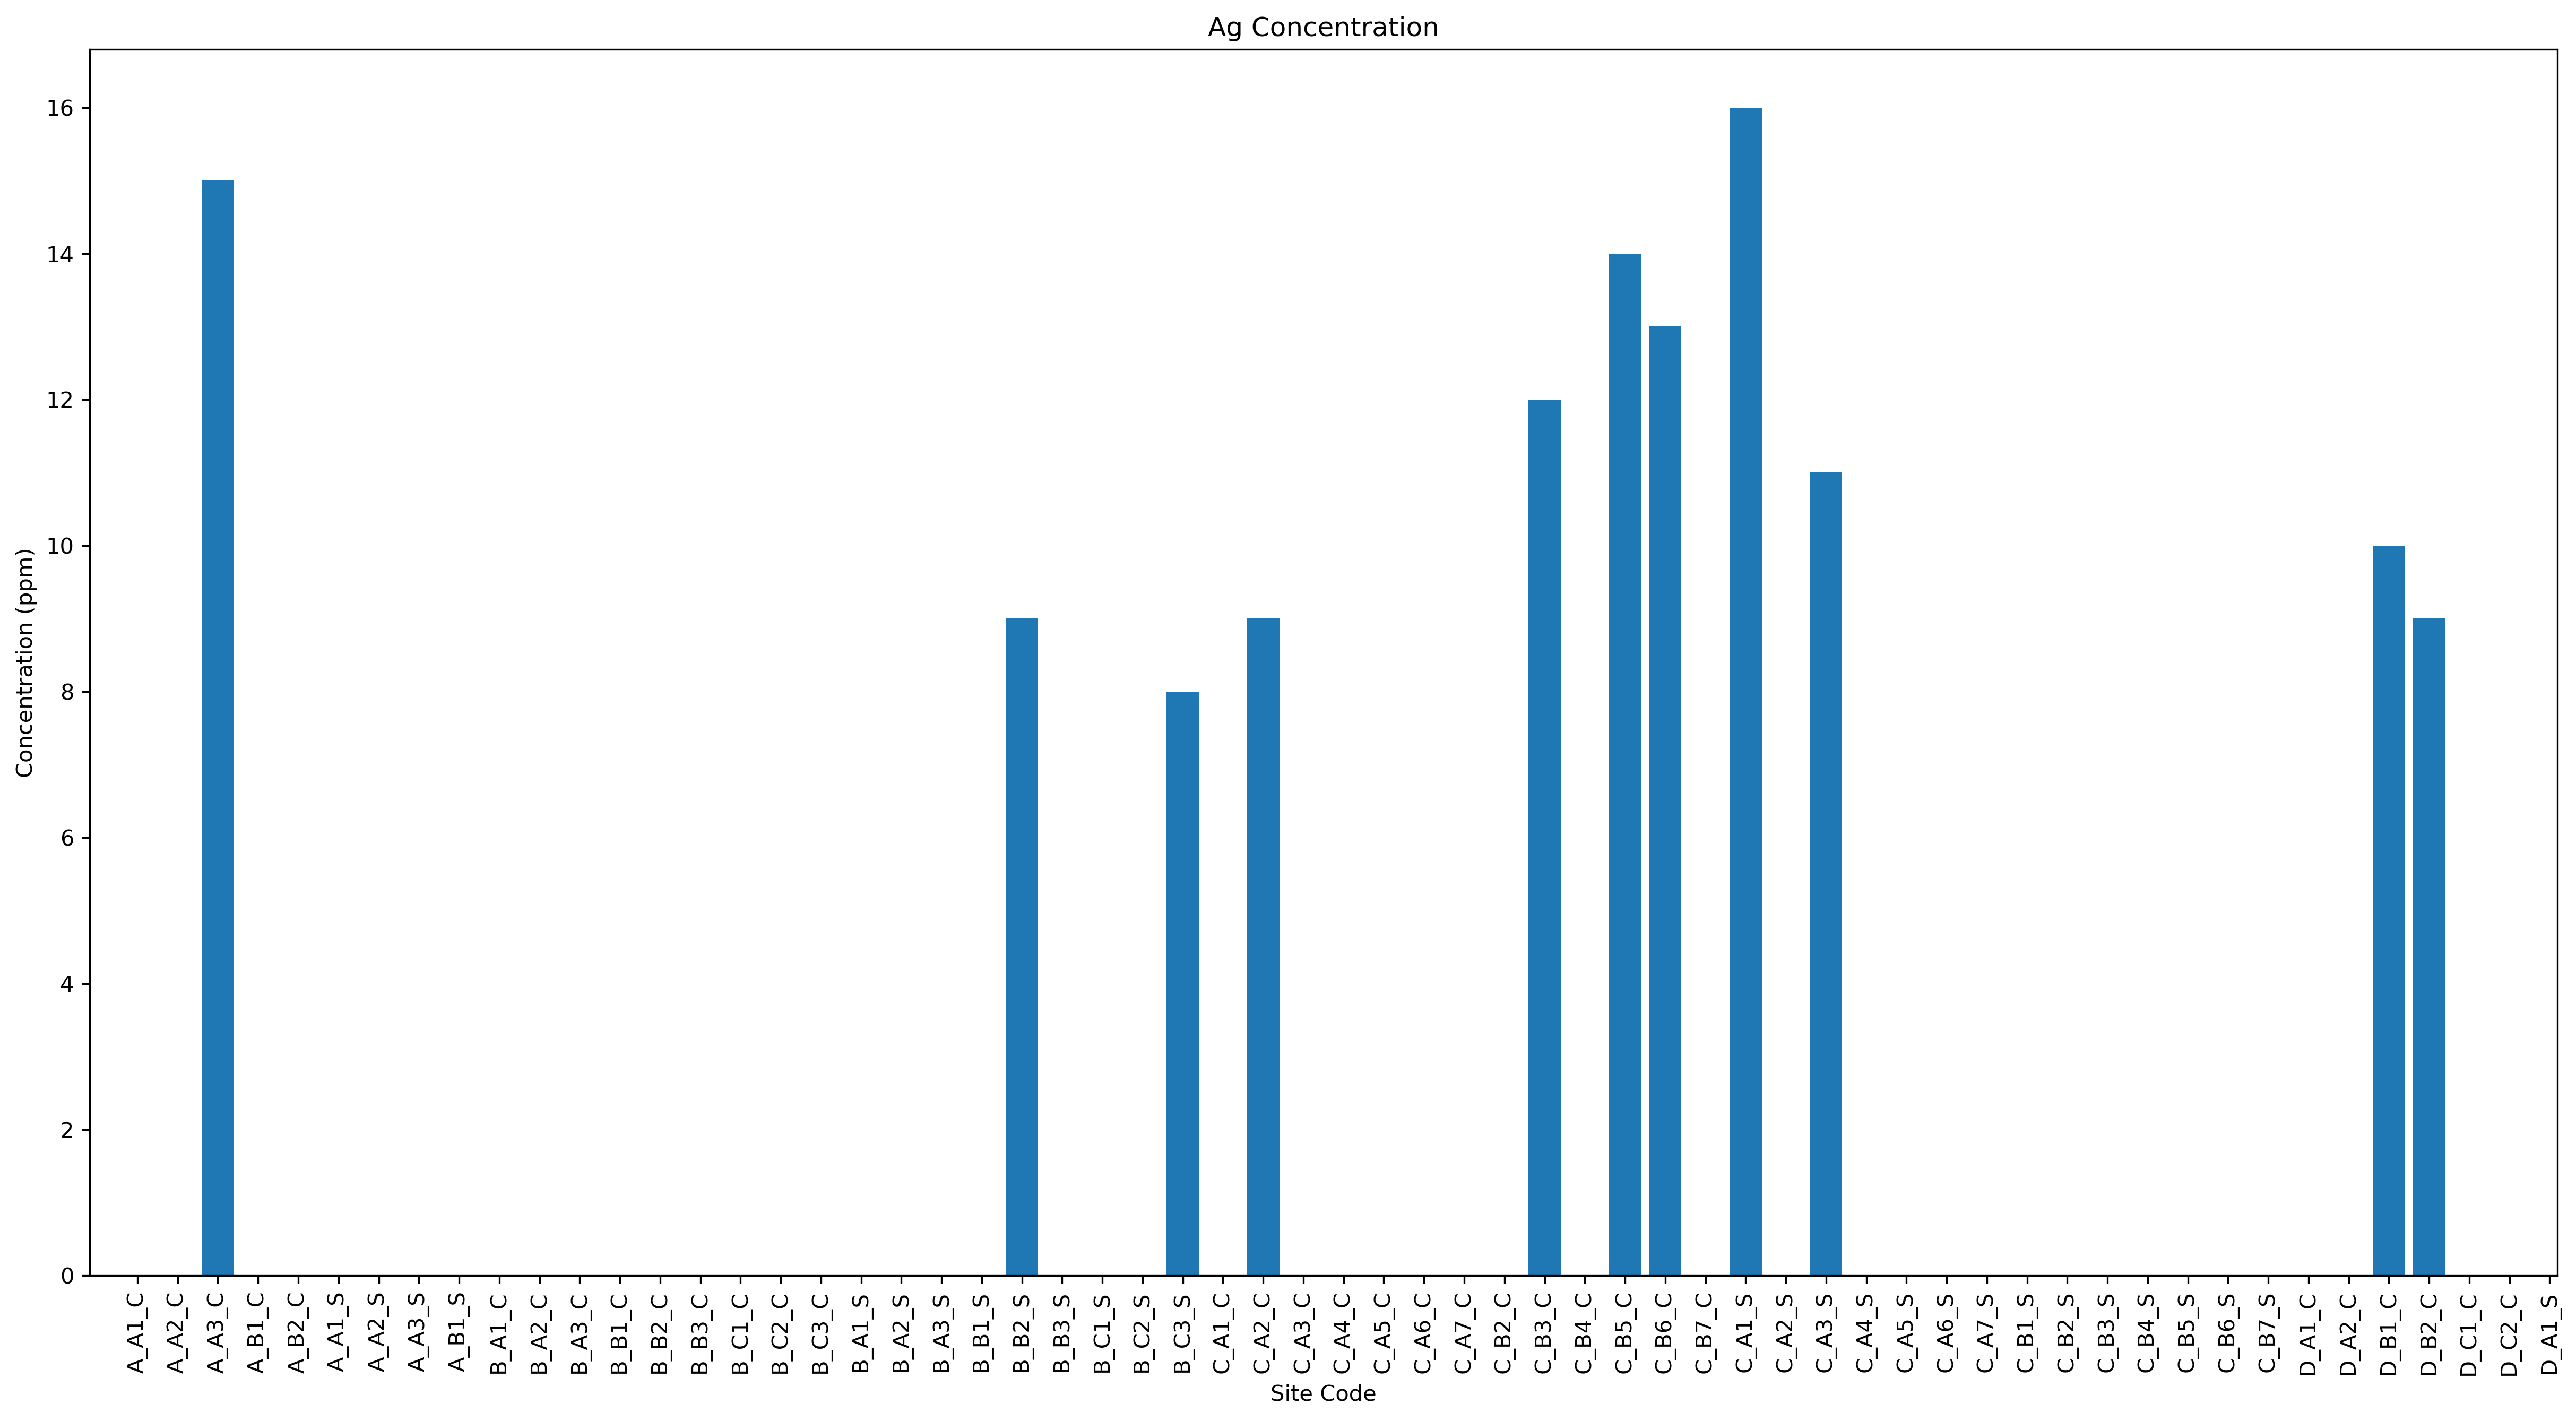 Ag Concentration
Concentration (ppm)
16
14
12
10
8
6
4
2
0
A_A1_C
A_A2_C
A_A3_C
A_B1_C
A_B2_C
A_A1_S
A_A2_S
A_A3_S
A_B1_S
B_A1_C
B_A2_C
B_A3_C
B_B1_C
B_B2_C
B_B3_C
B_C1_C
B_C2_C
B_C3_C
B_A1_S
B_A2_S
B_A3_S
B_B1_S
B_B2_S
B_B3_S
B_C1_S
B_C2_S
B_C3_S
C_A1_C
C_A2_C
C_A3_C
C_A4_C
C_A5_C
C_A6_C
C_A7_C
C_B2_C
C_B3_C
C_B4_C
C_B5_C
C_B6_C
C_B7_C
C_A1_S
C_A2_S
C_A3_S
C_A4_S
C_A5_S
C_A6_S
C_A7_S
C_B1_S
C_B2_S
C_B3_S
C_B4_S
C_B5_S
C_B6_S
C_B7_S
D_A1_C
D_A2_C
D_B1_C
D_B2_C
D_C1_C
D_C2_C
D_A1_S
Site Code